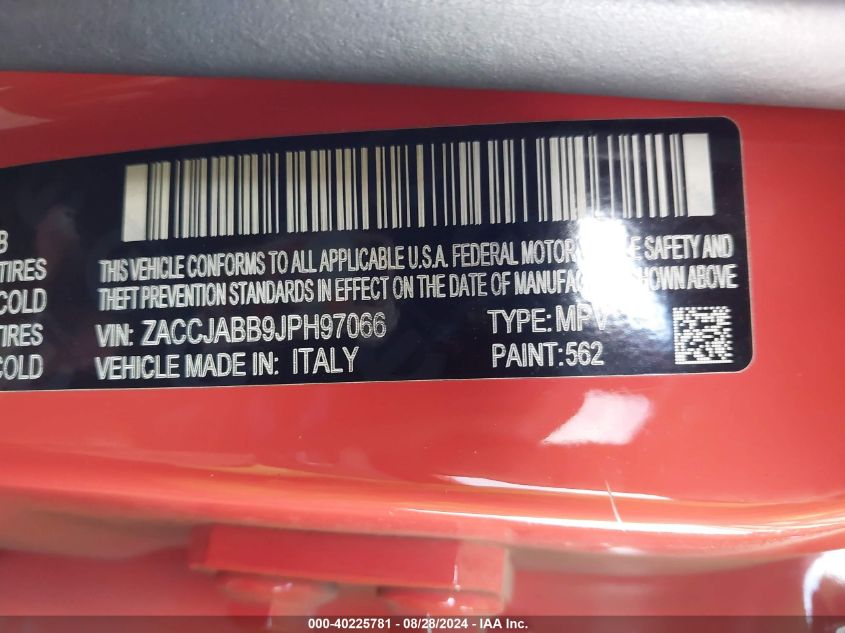 B
TIRES
COLD
COLD
THIS VEHICLE CONFORMS TO ALL APPLICABLE U.S.A. FEDERAL MOTOR SAFETY AND
THEFT PREVENTION STANDARDS IN EFFECT ON THE DATE OF MANUFAC SHOWN ABOVE
VIN: ZACCJABB9JPH97066 TYPE: MPV
VEHICLE MADE IN: ITALY PAINT: 562
000-40225781 - 08/28/2024 - IAA Inc.